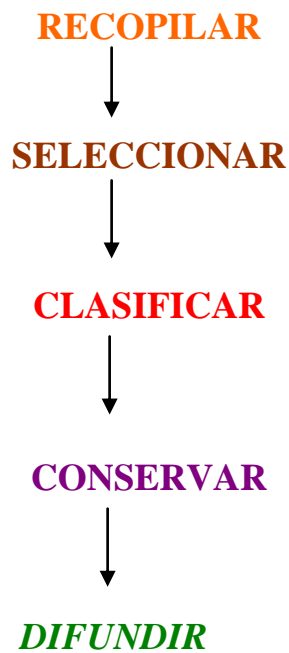 RECOPILAR
SELECCIONAR
CLASIFICAR
CONSERVAR
DIFUNDIR